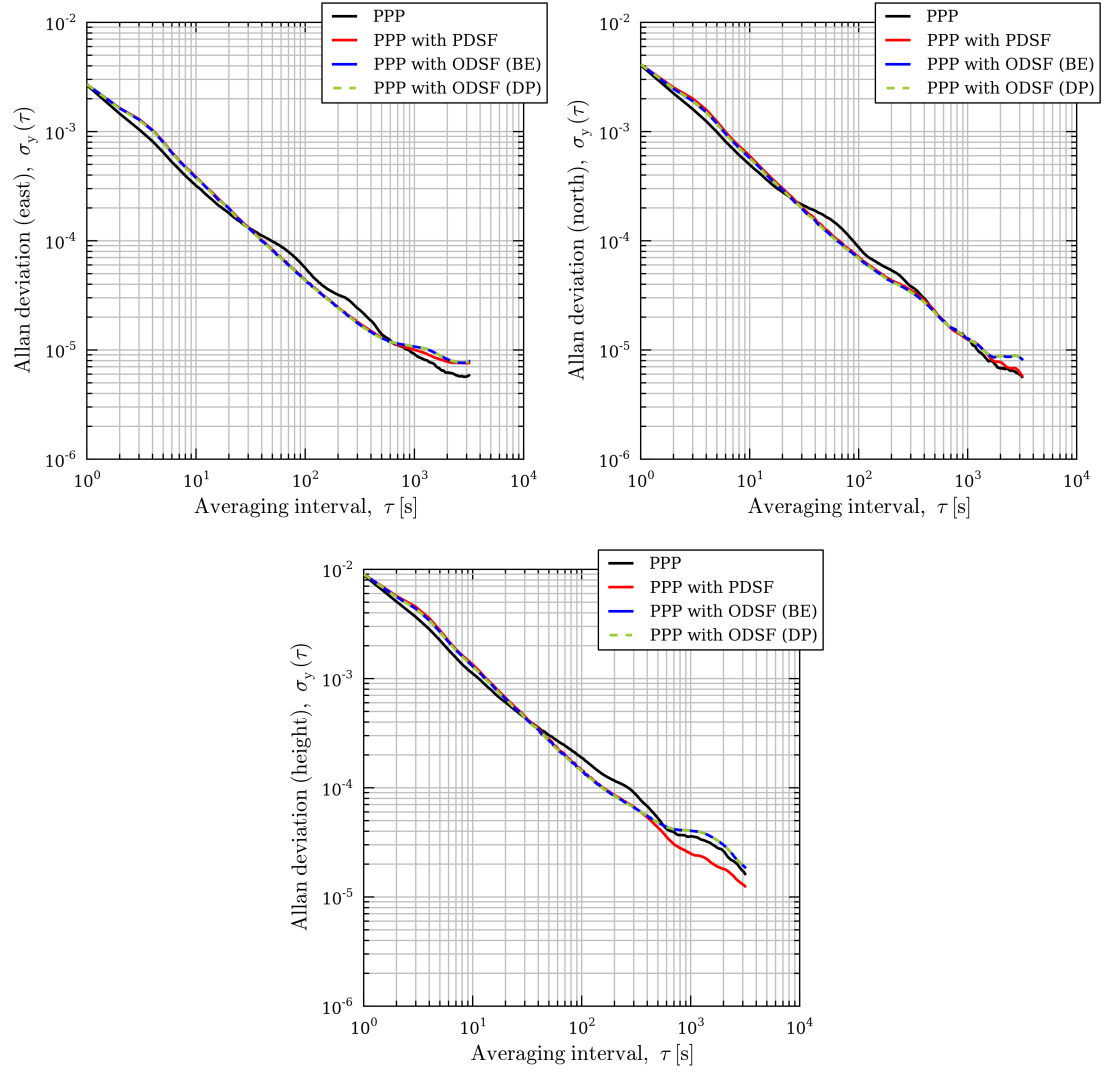 PPP
PPP with PDSF
PPP with ODSF (BE)
PPP with ODSF (DP)
Allan deviation (east), σy(τ)
10^-2
10^-3
10^-4
10^-5
10^-6
10^0 10^1 10^2 10^3 10^4
Averaging interval, τ [s]
PPP
PPP with PDSF
PPP with ODSF (BE)
PPP with ODSF (DP)
Allan deviation (north), σy(τ)
10^-2
10^-3
10^-4
10^-5
10^-6
10^0 10^1 10^2 10^3 10^4
Averaging interval, τ [s]
PPP
PPP with PDSF
PPP with ODSF (BE)
PPP with ODSF (DP)
Allan deviation (height), σy(τ)
10^-2
10^-3
10^-4
10^-5
10^-6
10^0 10^1 10^2 10^3 10^4
Averaging interval, τ [s]